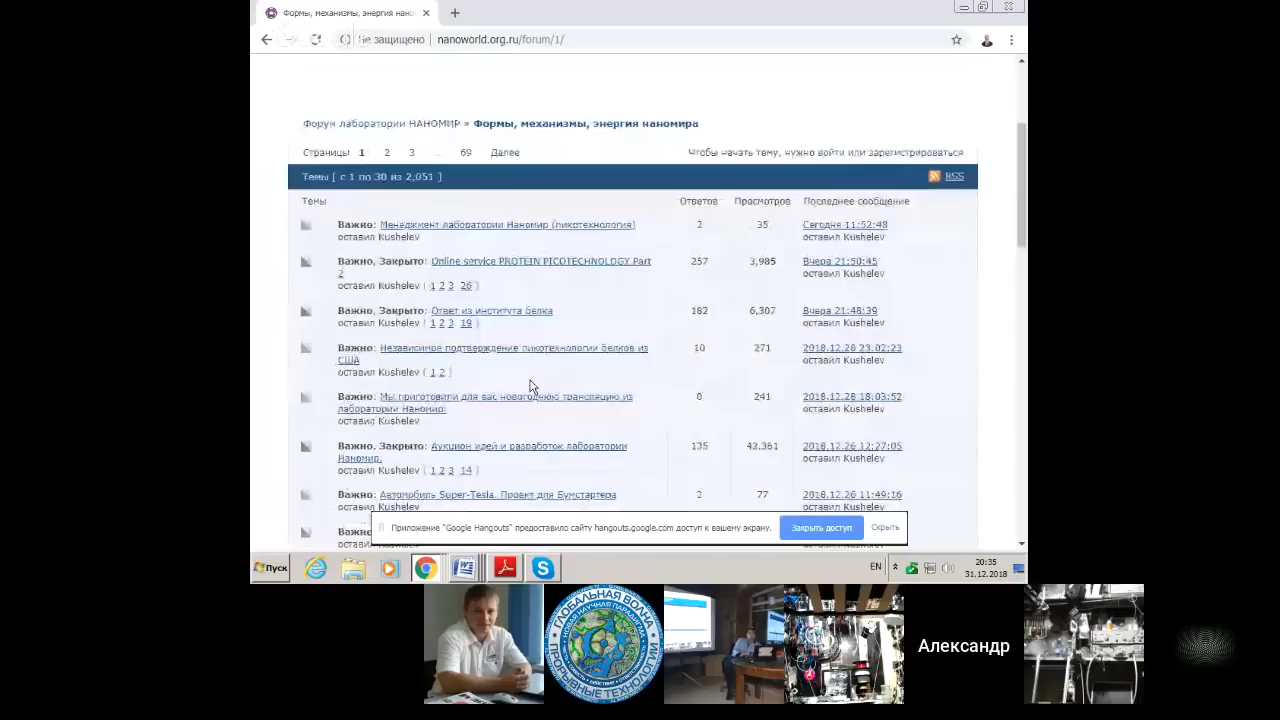 Формы, механизмы, энергия нано
Не защищено nanoworld.org.ru/forum/1/
Форум лаборатории НАНОМИР » Формы, механизмы, энергия наномира
Страницы 1 2 3 … 69 Далее Чтобы начать тему, нужно войти или зарегистрироваться
Темы [ с 1 по 30 из 2,051 ] RSS
Темы Ответов Просмотров Последнее сообщение
Важно: Менеджмент лаборатории Наномир (пикотехнология) 2 35 Сегодня 11:52:48
оставил Kushelev оставил Kushelev
Важно, Закрыто: Online service PROTEIN PICOTECHNOLOGY Part 257 3,985 Вчера 21:50:45
2 оставил Kushelev
оставил Kushelev ( 1 2 3 26 )
Важно, Закрыто: Ответ из института белка 182 6,307 Вчера 21:48:39
оставил Kushelev ( 1 2 3 19 ) оставил Kushelev
Важно: Независимое подтверждение пикотехнологии белков из 10 271 2018.12.28 23:02:23
США оставил Kushelev
оставил Kushelev ( 1 2 )
Важно: Мы приготовили для вас новогоднюю трансляцию из 0 241 2018.12.28 18:03:52
лаборатории Наномир! оставил Kushelev
оставил Kushelev
Важно, Закрыто: Аукцион идей и разработок лаборатории 135 42,361 2018.12.26 12:27:05
Наномир. оставил Kushelev
оставил Kushelev ( 1 2 3 14 )
Важно: Автомобиль Super-Tesla. Проект для Бумстартера 2 77 2018.12.26 11:49:16
оставил Kushelev оставил Kushelev
Приложение "Google Hangouts" предоставило сайту hangouts.google.com доступ к вашему экрану. Закрыть доступ Скрыть
Важно
Пуск EN 20:35
31.12.2018
ГЛОБАЛЬНАЯ ВОЛНА
НОВАЯ НАУЧНАЯ ПАРАДИГМА
ПРОРЫВНЫЕ ТЕХНОЛОГИИ
Александр